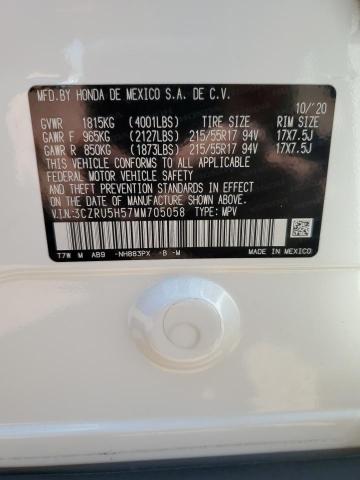 MFD.BY HONDA DE MEXICO S.A. DE C.V.
10/'20
GVWR 1815KG (4001LBS) TIRE SIZE RIM SIZE
GAWR F 965KG (2127LBS) 215/55R17 94V 17X7.5J
GAWR R 850KG (1873LBS) 215/55R17 94V 17X7.5J
THIS VEHICLE CONFORMS TO ALL APPLICABLE
FEDERAL MOTOR VEHICLE SAFETY STANDARDS IN EFFECT
ON THE DATE OF MANUFACTURE SHOWN ABOVE.
V.I.N:3CZRU5H57MM705058 TYPE: MPV
T7W M AB9 -NH883PX -B -M MADE IN MEXICO